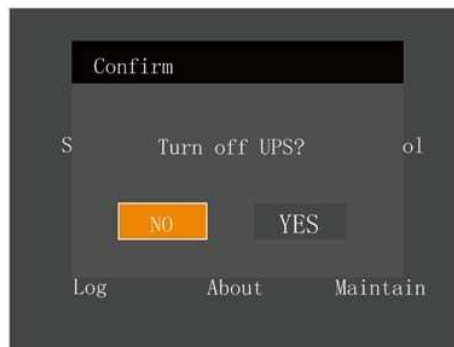 Confirm
S
Turn off UPS?
ol
NO
YES
Log
About
Maintain